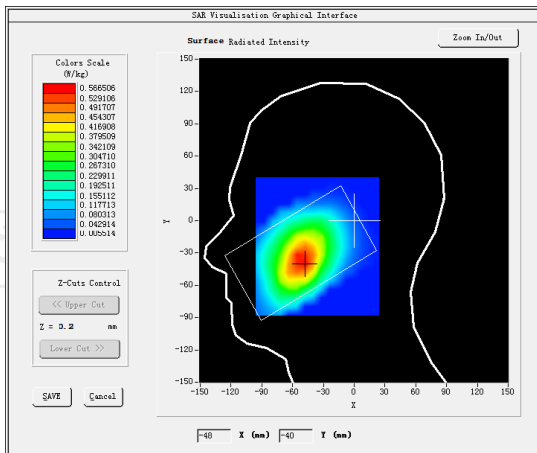 SAR Visualisation Graphical Interface
Surface Radiated Intensity
Zoom In/Out
Colors Scale
(W/kg)
0.566506
0.529106
0.491707
0.454307
0.416908
0.379509
0.342109
0.304710
0.267310
0.229911
0.192511
0.155112
0.117713
0.080313
0.042914
0.005514
Z-Cuts Control
<< Upper Cut
Z = 0.2 mm
Lower Cut >>
SAVE Cancel
150
120
90
60
30
0
-30
-60
-90
-120
-150
Y
-150 -120 -90 -60 -30 0 30 60 90 120 150
X
-48 X (mm) -40 Y (mm)